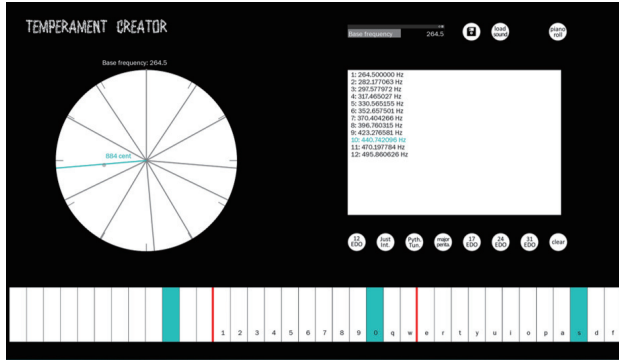 TEMPERAMENT CREATOR
Base frequency 264.5
load sound
piano roll
Base frequency: 264.5
884 cent
1: 264.500000 Hz
2: 282.177063 Hz
3: 297.577972 Hz
4: 317.465027 Hz
5: 330.565155 Hz
6: 352.657501 Hz
7: 370.404266 Hz
8: 396.760315 Hz
9: 423.276581 Hz
10: 440.742096 Hz
11: 470.197784 Hz
12: 495.860626 Hz
12 EDO
Just Int.
Pyth. Tun.
major penta.
17 EDO
24 EDO
31 EDO
clear
1 2 3 4 5 6 7 8 9 0 q w e r t y u i o p a s d f